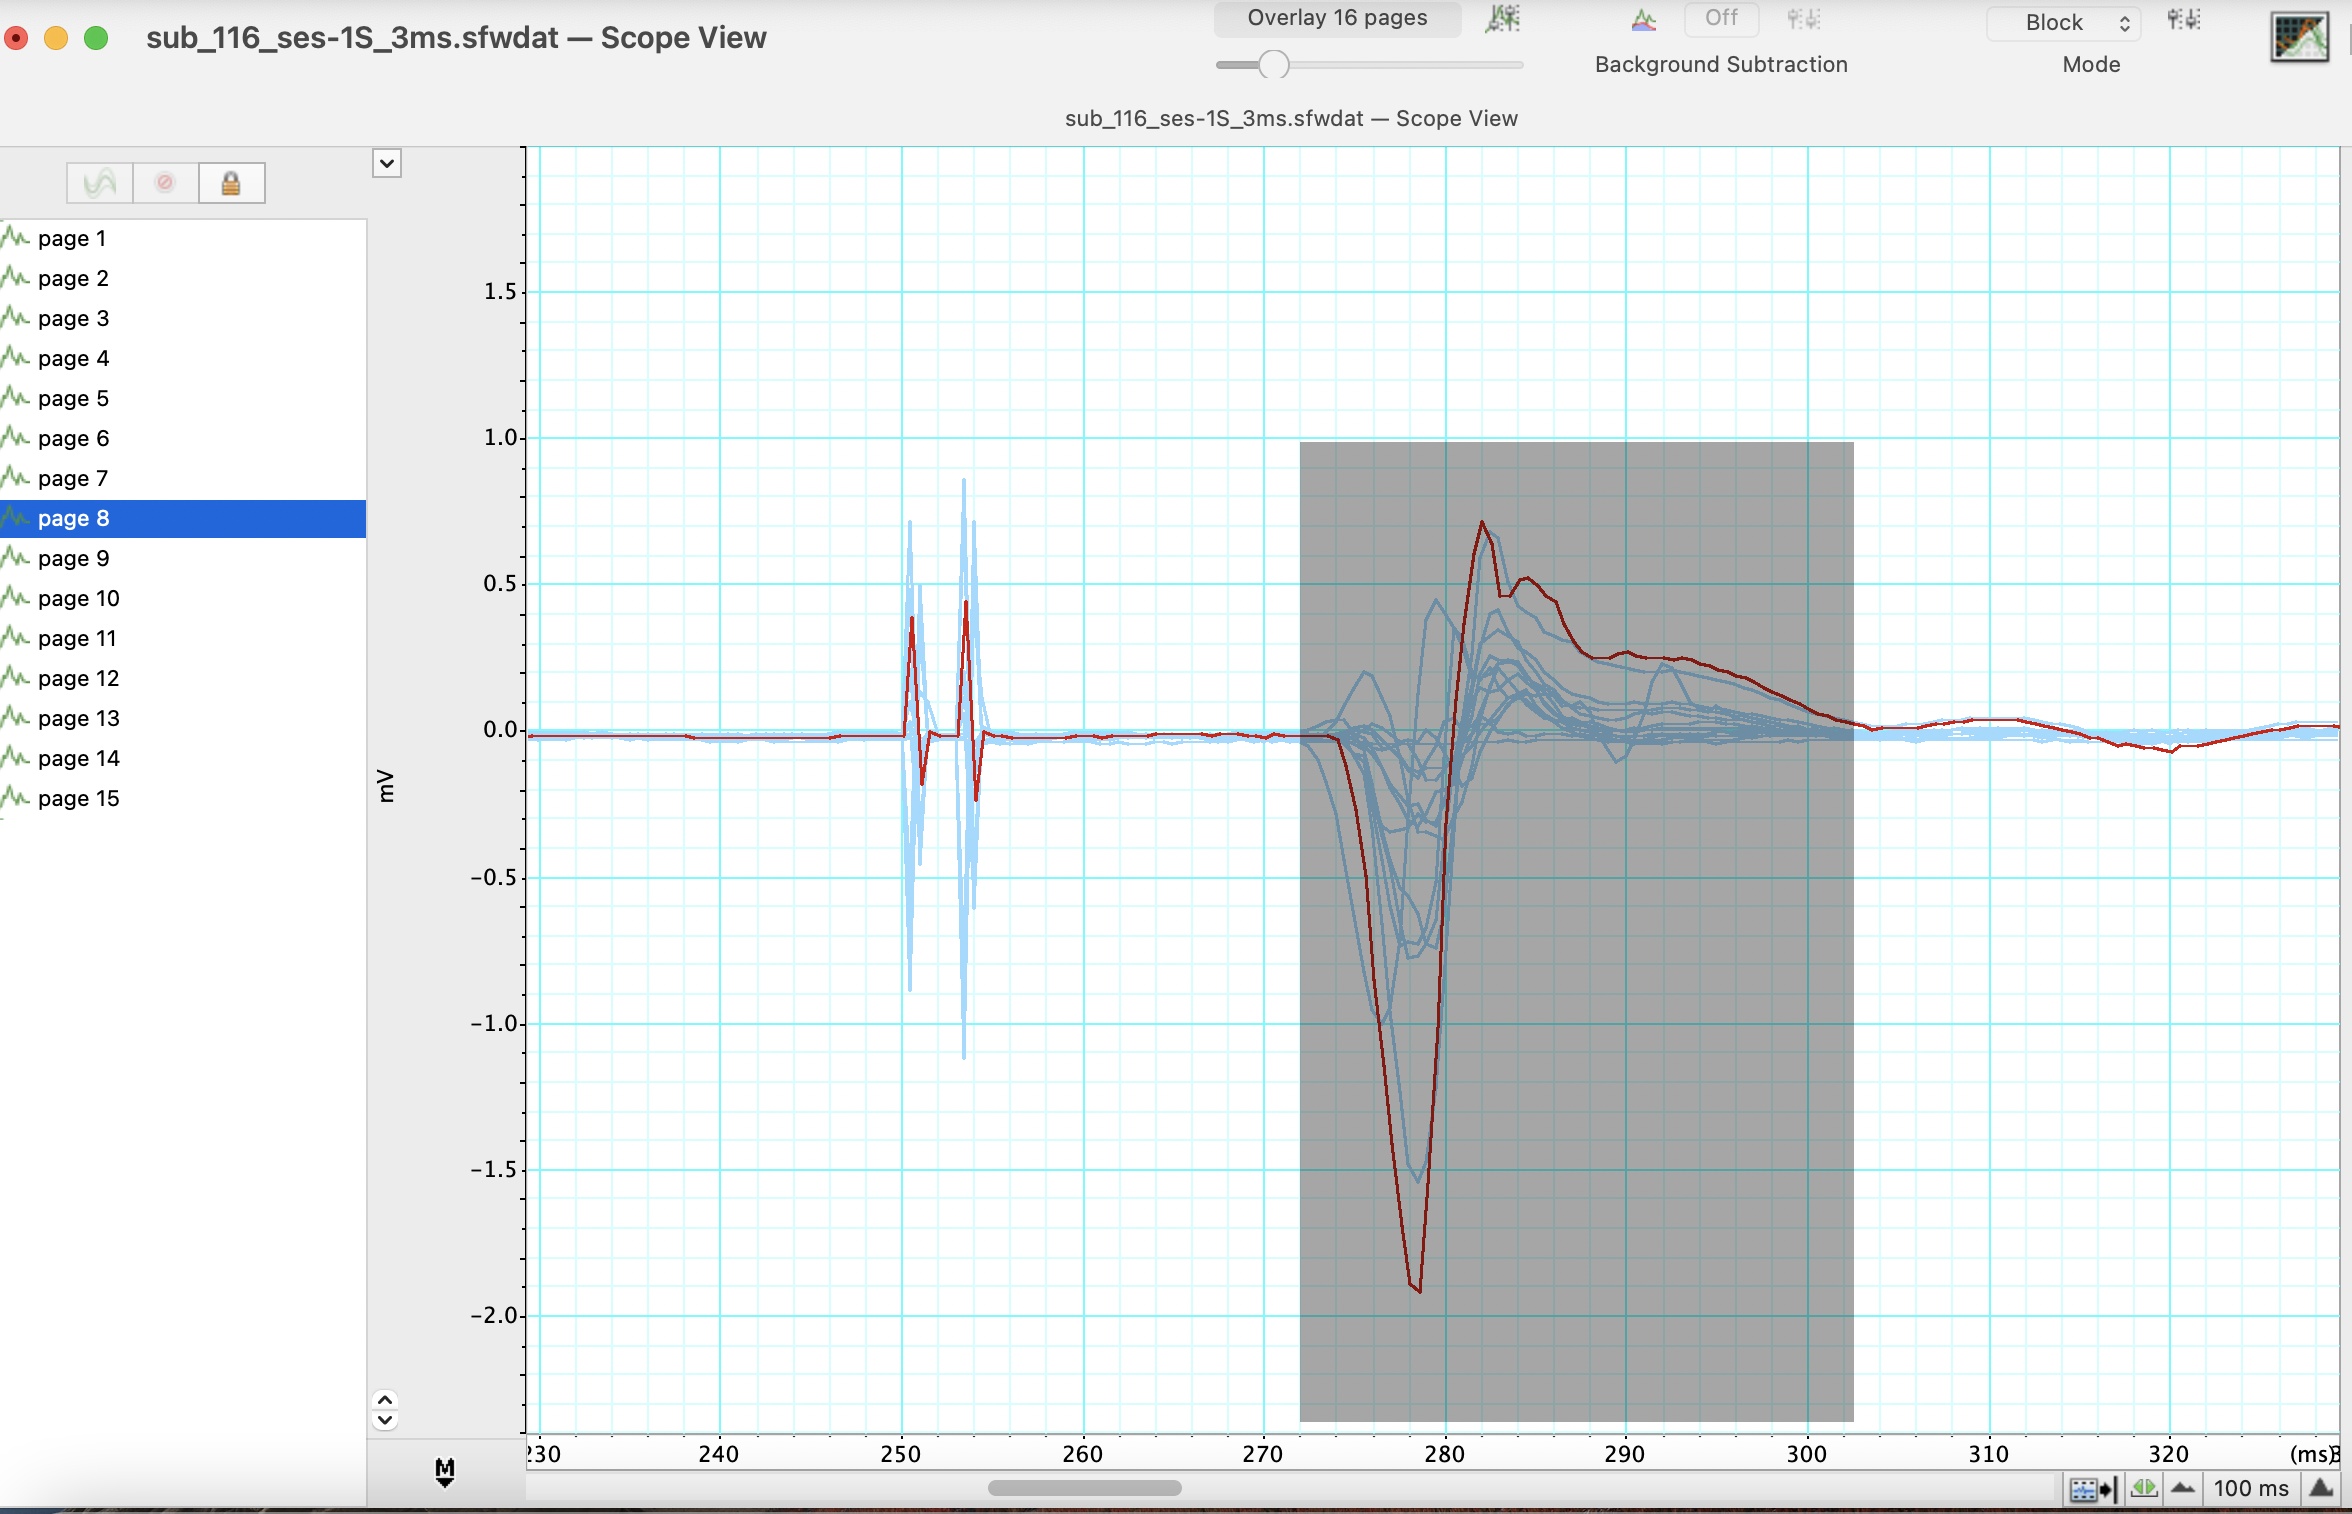 sub_116_ses-1S_3ms.sfwdat — Scope View
Overlay 16 pages
Off
Background Subtraction
Block
Mode
sub_116_ses-1S_3ms.sfwdat — Scope View
page 1
page 2
page 3
page 4
page 5
page 6
page 7
page 8
page 9
page 10
page 11
page 12
page 13
page 14
page 15
mV
1.5
1.0
0.5
0.0
−0.5
−1.0
−1.5
−2.0
230 240 250 260 270 280 290 300 310 320 (ms)
M
100 ms